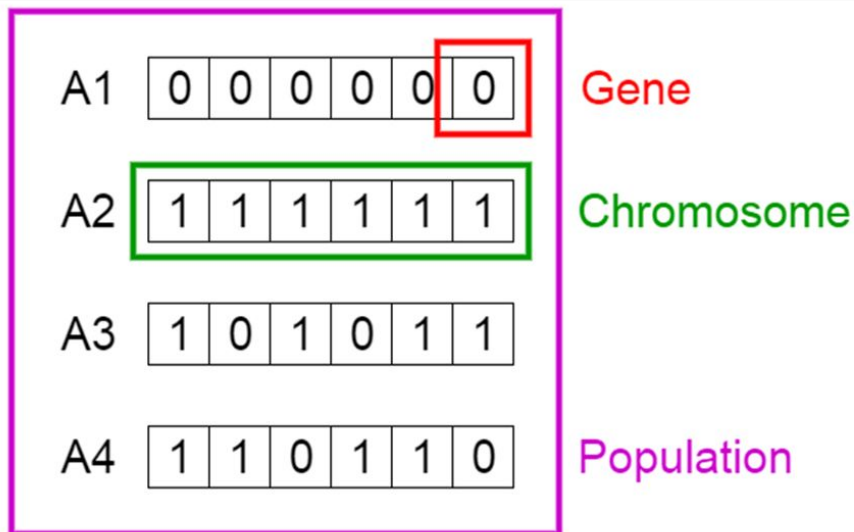 A1 0 0 0 0 0 0 Gene
A2 1 1 1 1 1 1 Chromosome
A3 1 0 1 0 1 1
A4 1 1 0 1 1 0 Population